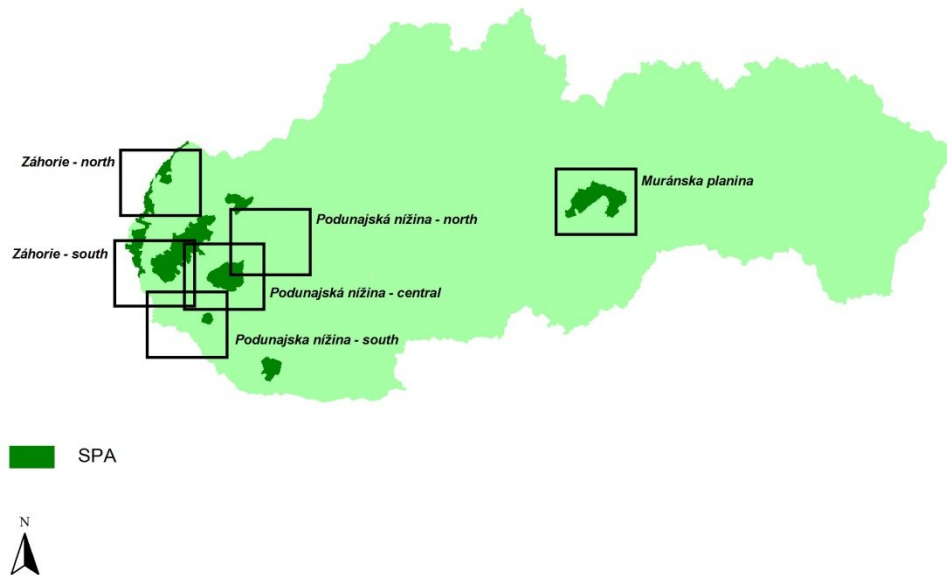 Záhorie - north
Muránska planina
Podunajská nížina - north
Záhorie - south
Podunajská nížina - central
Podunajska nížina - south
SPA
N